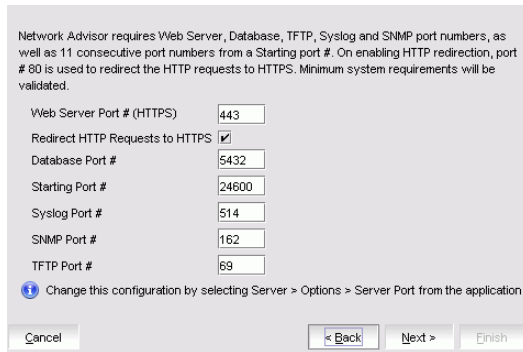 Network Advisor requires Web Server, Database, TFTP, Syslog and SNMP port numbers, as
well as 11 consecutive port numbers from a Starting port #. On enabling HTTP redirection, port
# 80 is used to redirect the HTTP requests to HTTPS. Minimum system requirements will be
validated.
Web Server Port # (HTTPS) 443
Redirect HTTP Requests to HTTPS
Database Port # 5432
Starting Port # 24600
Syslog Port # 514
SNMP Port # 162
TFTP Port # 69
Change this configuration by selecting Server > Options > Server Port from the application
Cancel < Back Next > Finish